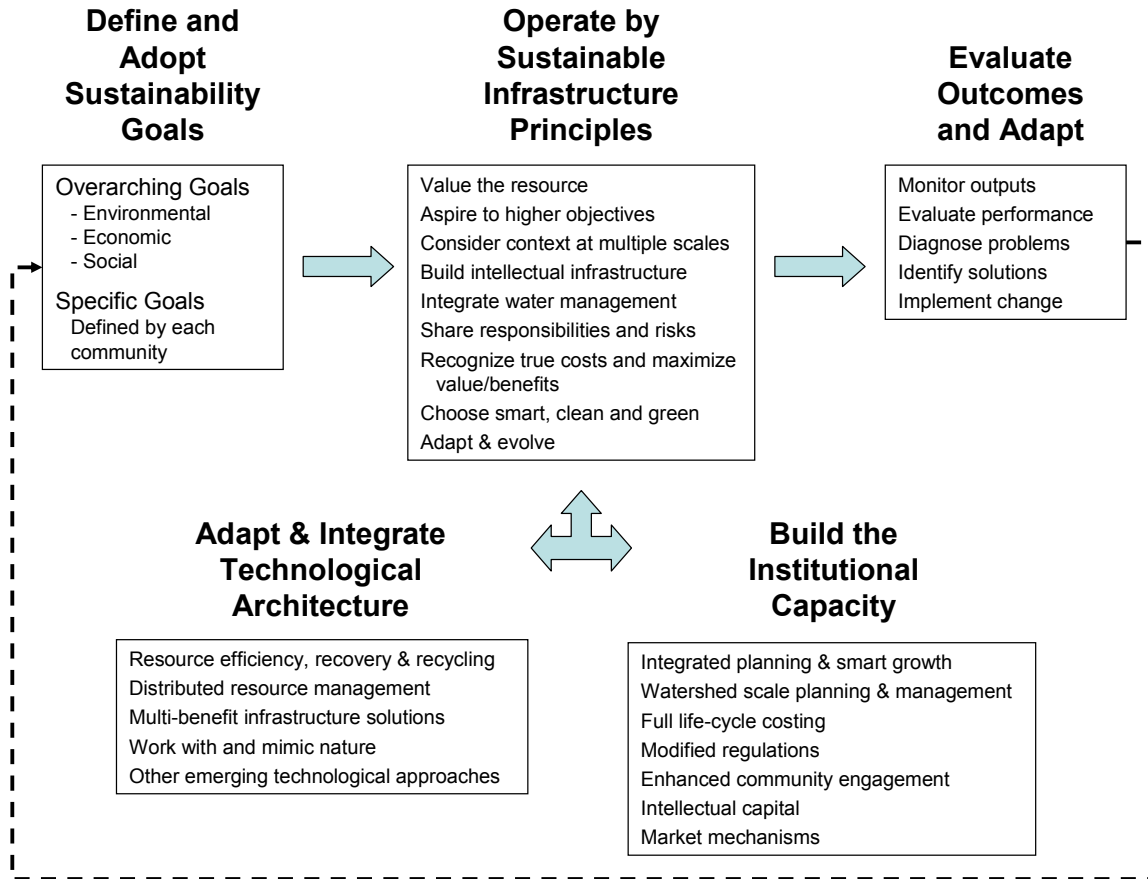 Define and
Adopt
Sustainability
Goals
Overarching Goals
- Environmental
- Economic
- Social
Specific Goals
Defined by each
community
Operate by
Sustainable
Infrastructure
Principles
Value the resource
Aspire to higher objectives
Consider context at multiple scales
Build intellectual infrastructure
Integrate water management
Share responsibilities and risks
Recognize true costs and maximize
value/benefits
Choose smart, clean and green
Adapt & evolve
Evaluate
Outcomes
and Adapt
Monitor outputs
Evaluate performance
Diagnose problems
Identify solutions
Implement change
Adapt & Integrate
Technological
Architecture
Resource efficiency, recovery & recycling
Distributed resource management
Multi-benefit infrastructure solutions
Work with and mimic nature
Other emerging technological approaches
Build the
Institutional
Capacity
Integrated planning & smart growth
Watershed scale planning & management
Full life-cycle costing
Modified regulations
Enhanced community engagement
Intellectual capital
Market mechanisms